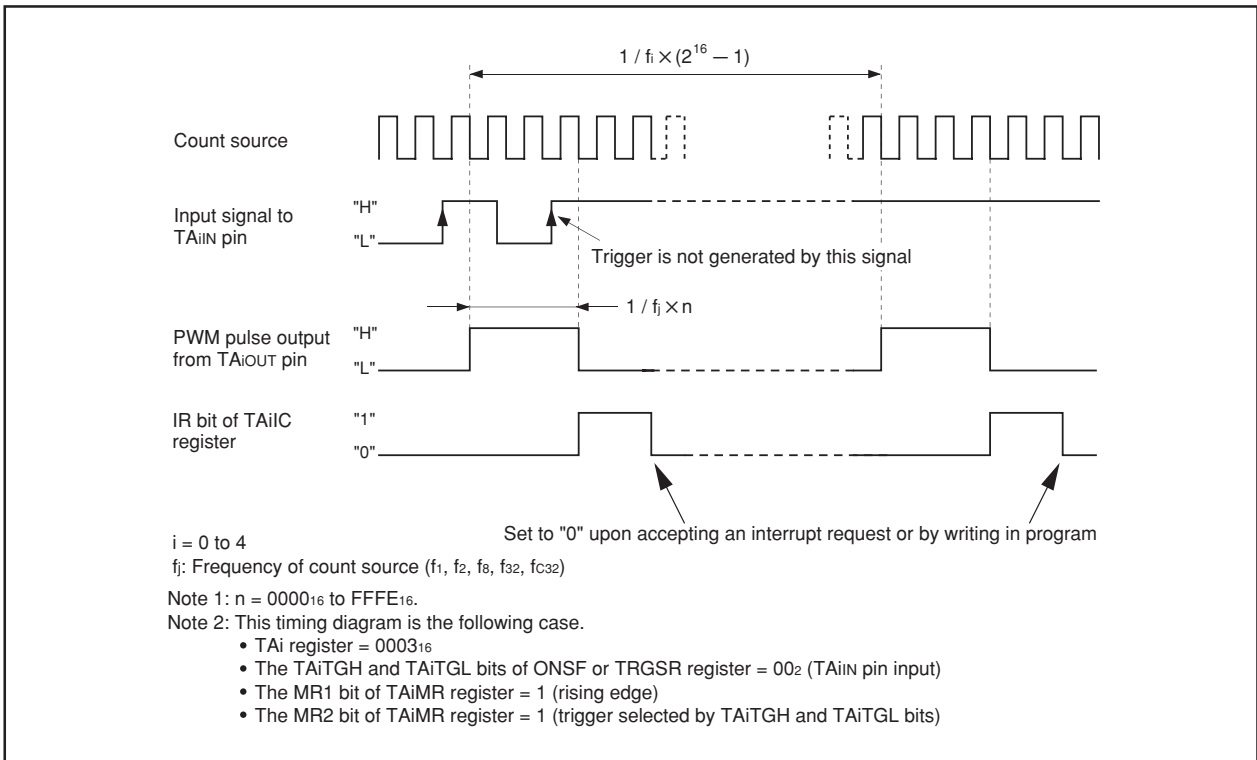 1 / fi × (2^16 — 1)
Count source
Input signal to
TAiIN pin
"H"
"L"
Trigger is not generated by this signal
1 / fj × n
PWM pulse output
from TAiOUT pin
"H"
"L"
IR bit of TAiIC
register
"1"
"0"
Set to "0" upon accepting an interrupt request or by writing in program
i = 0 to 4
fj: Frequency of count source (f1, f2, f8, f32, fC32)
Note 1: n = 0000₁₆ to FFFE₁₆.
Note 2: This timing diagram is the following case.
• TAi register = 0003₁₆
• The TAiTGH and TAiTGL bits of ONSF or TRGSR register = 00₂ (TAiIN pin input)
• The MR1 bit of TAiMR register = 1 (rising edge)
• The MR2 bit of TAiMR register = 1 (trigger selected by TAiTGH and TAiTGL bits)